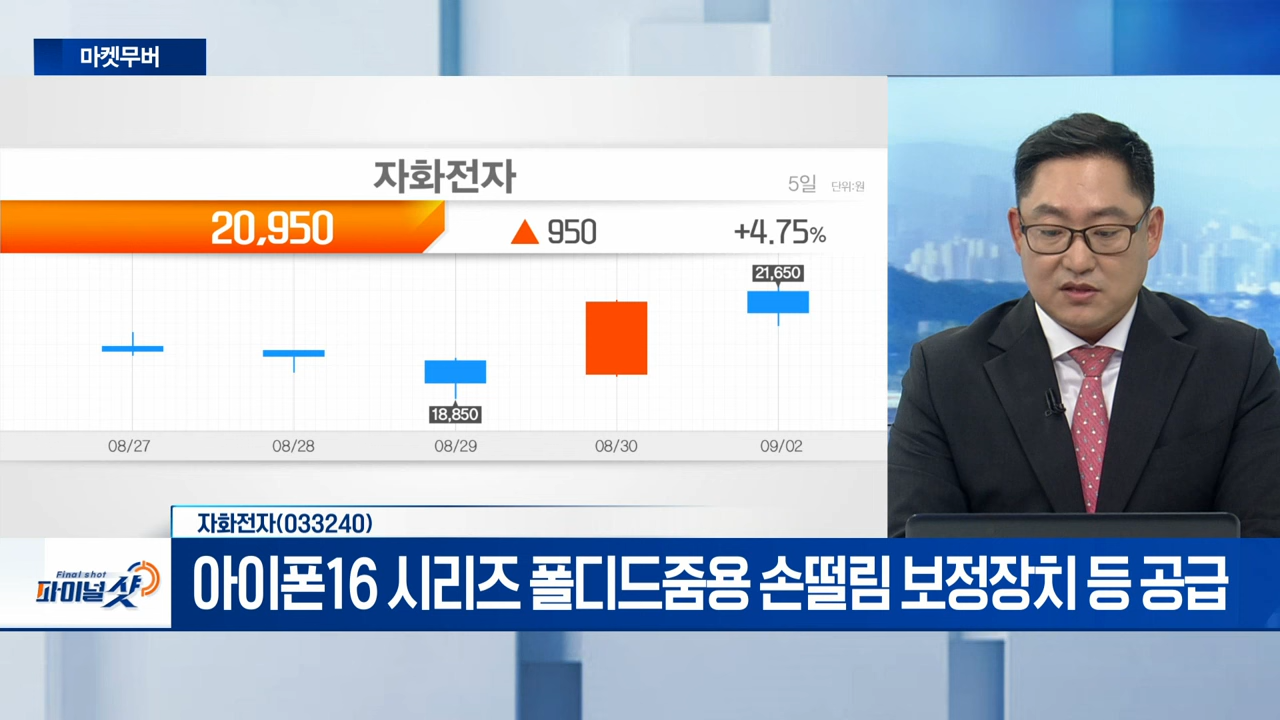 마켓무버
자화전자
5일 단위:원
20,950 ▲ 950 +4.75%
21,650
18,850
08/27 08/28 08/29 08/30 09/02
자화전자(033240)
Final shot
파이널샷
아이폰16 시리즈 폴디드줌용 손떨림 보정장치 등 공급